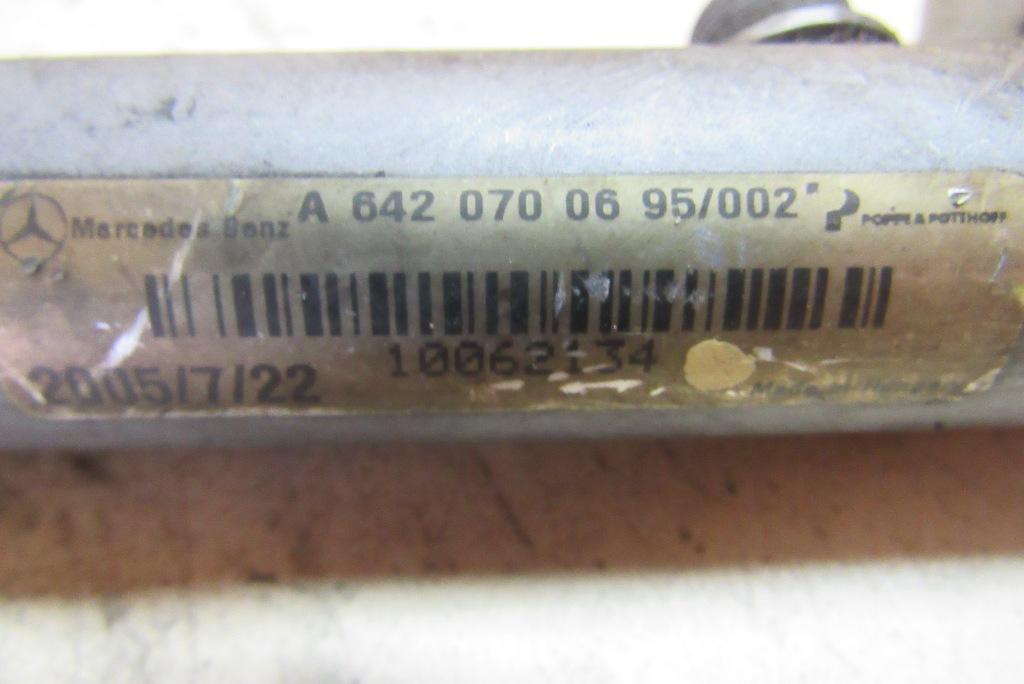 Mercedes Benz A 642 070 06 95/002 POPPE & POTTHOFF
10062134
2005/7/22